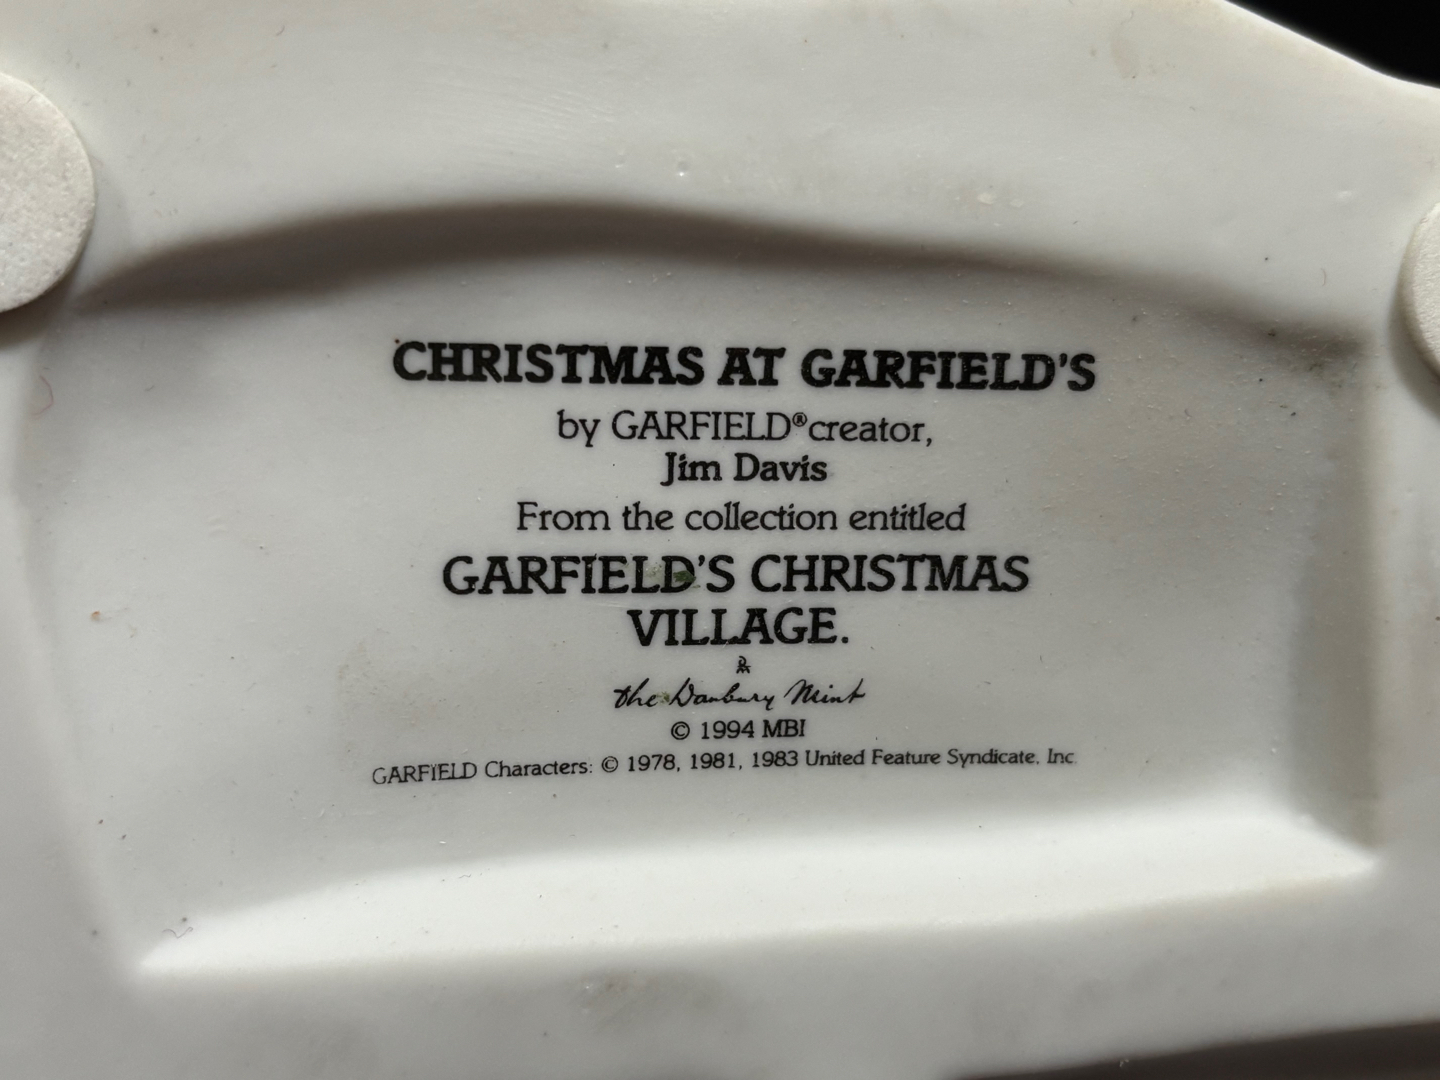 CHRISTMAS AT GARFIELD'S
by GARFIELD® creator,
Jim Davis
From the collection entitled
GARFIELD'S CHRISTMAS
VILLAGE.
the Danbury Mint
© 1994 MBI
GARFIELD Characters: © 1978, 1981, 1983 United Feature Syndicate, Inc.